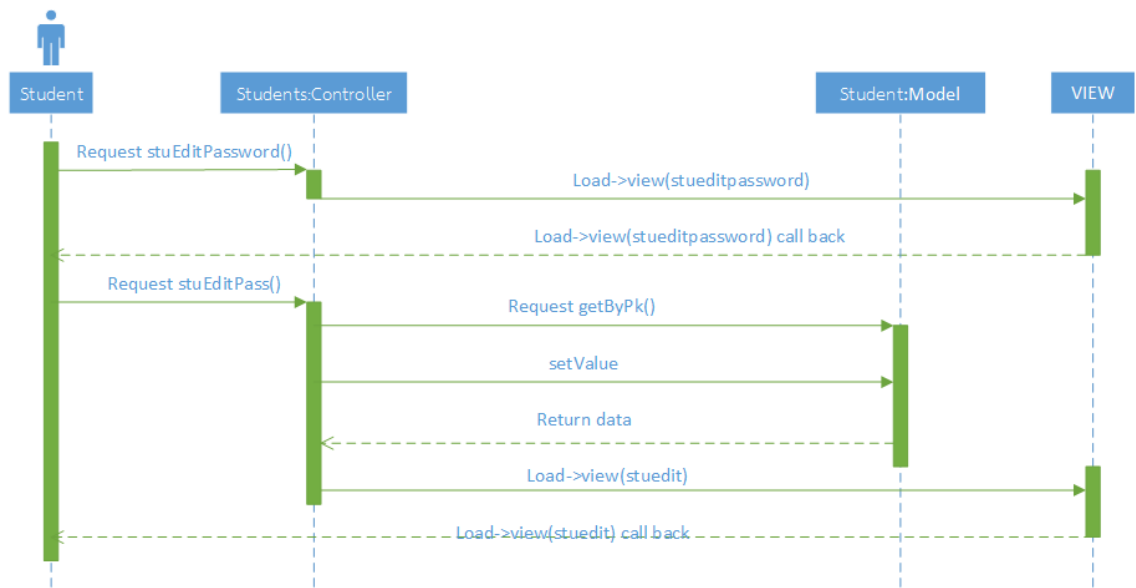 Student
Students:Controller
Student:Model
VIEW
Request stuEditPassword()
Load->view(stueditpassword)
Load->view(stueditpassword) call back
Request stuEditPass()
Request getByPk()
setValue
Return data
Load->view(stuedit)
Load->view(stuedit) call back